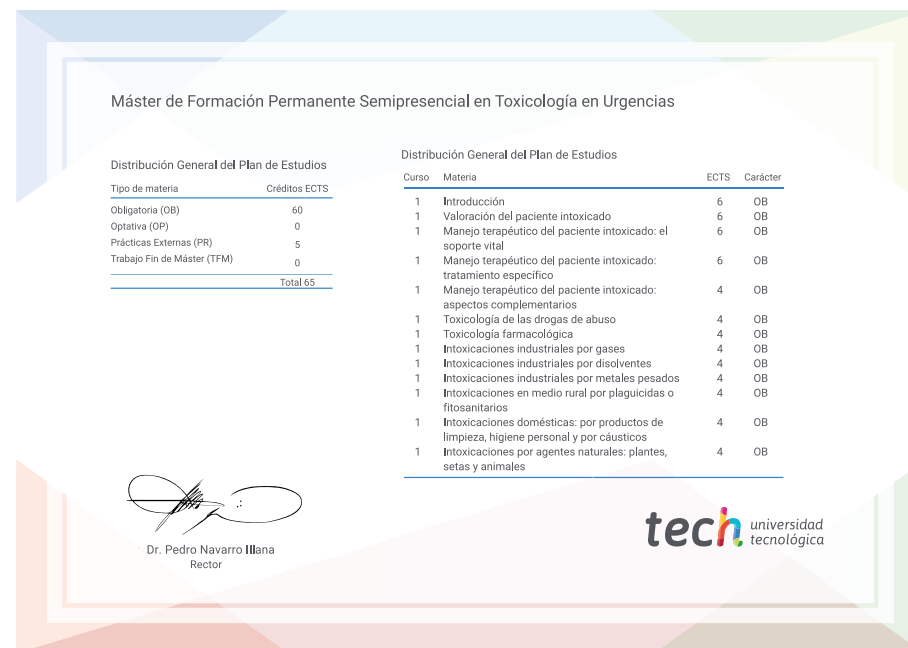 Máster de Formación Permanente Semipresencial en Toxicología en Urgencias
Distribución General del Plan de Estudios
Tipo de materia Créditos ECTS
Obligatoria (OB) 60
Optativa (OP) 0
Prácticas Externas (PR) 5
Trabajo Fin de Máster (TFM) 0
Total 65
Distribución General del Plan de Estudios
Curso Materia ECTS Carácter
1 Introducción 6 OB
1 Valoración del paciente intoxicado 6 OB
1 Manejo terapéutico del paciente intoxicado: el 6 OB
soporte vital
1 Manejo terapéutico del paciente intoxicado: 6 OB
tratamiento específico
1 Manejo terapéutico del paciente intoxicado: 4 OB
aspectos complementarios
1 Toxicología de las drogas de abuso 4 OB
1 Toxicología farmacológica 4 OB
1 Intoxicaciones industriales por gases 4 OB
1 Intoxicaciones industriales por disolventes 4 OB
1 Intoxicaciones industriales por metales pesados 4 OB
1 Intoxicaciones en medio rural por plaguicidas o 4 OB
fitosanitarios
1 Intoxicaciones domésticas: por productos de 4 OB
limpieza, higiene personal y por cáusticos
1 Intoxicaciones por agentes naturales: plantes, 4 OB
setas y animales
Dr. Pedro Navarro Illana
Rector
tech universidad
tecnológica